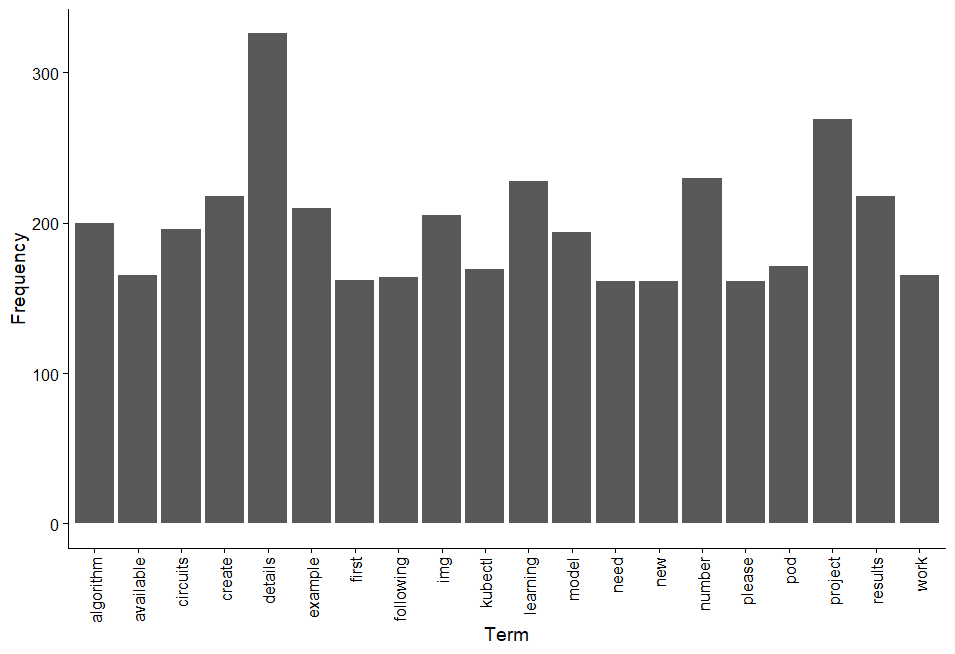 300
200
100
0
Frequency
algorithm
available
circuits
create
details
example
first
following
img
kubectl
learning
model
need
new
number
please
pod
project
results
work
Term